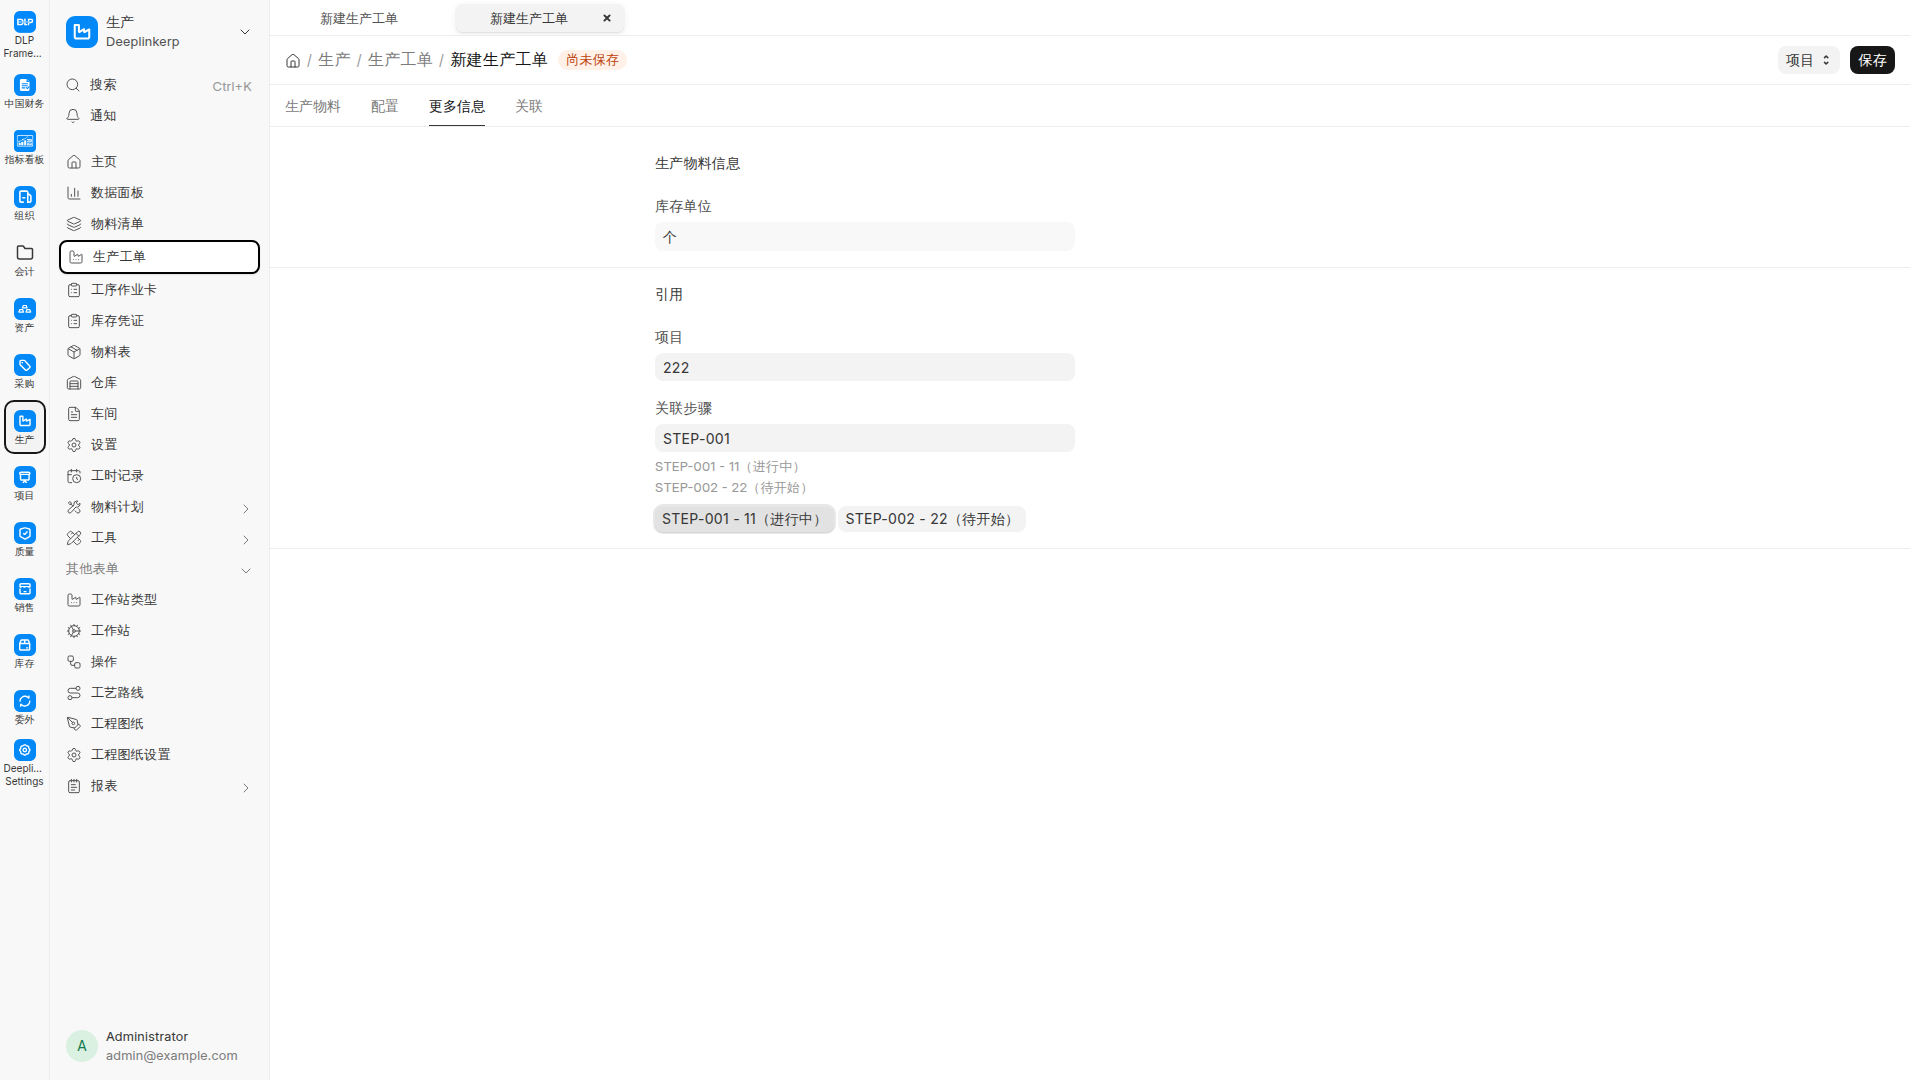 DLP
DLP
Frame...
中国财务
指标看板
组织
会计
资产
采购
生产
项目
质量
销售
库存
委外
Deepli...
Settings
生产
Deeplinkerp
搜索 Ctrl+K
通知
主页
数据面板
物料清单
生产工单
工序作业卡
库存凭证
物料表
仓库
车间
设置
工时记录
物料计划
工具
其他表单
工作站类型
工作站
操作
工艺路线
工程图纸
工程图纸设置
报表
A
Administrator
admin@example.com
新建生产工单 新建生产工单 ×
/ 生产 / 生产工单 / 新建生产工单 尚未保存 项目 保存
生产物料 配置 更多信息 关联
生产物料信息
库存单位
个
引用
项目
222
关联步骤
STEP-001
STEP-001 - 11（进行中）
STEP-002 - 22（待开始）
STEP-001 - 11（进行中） STEP-002 - 22（待开始）